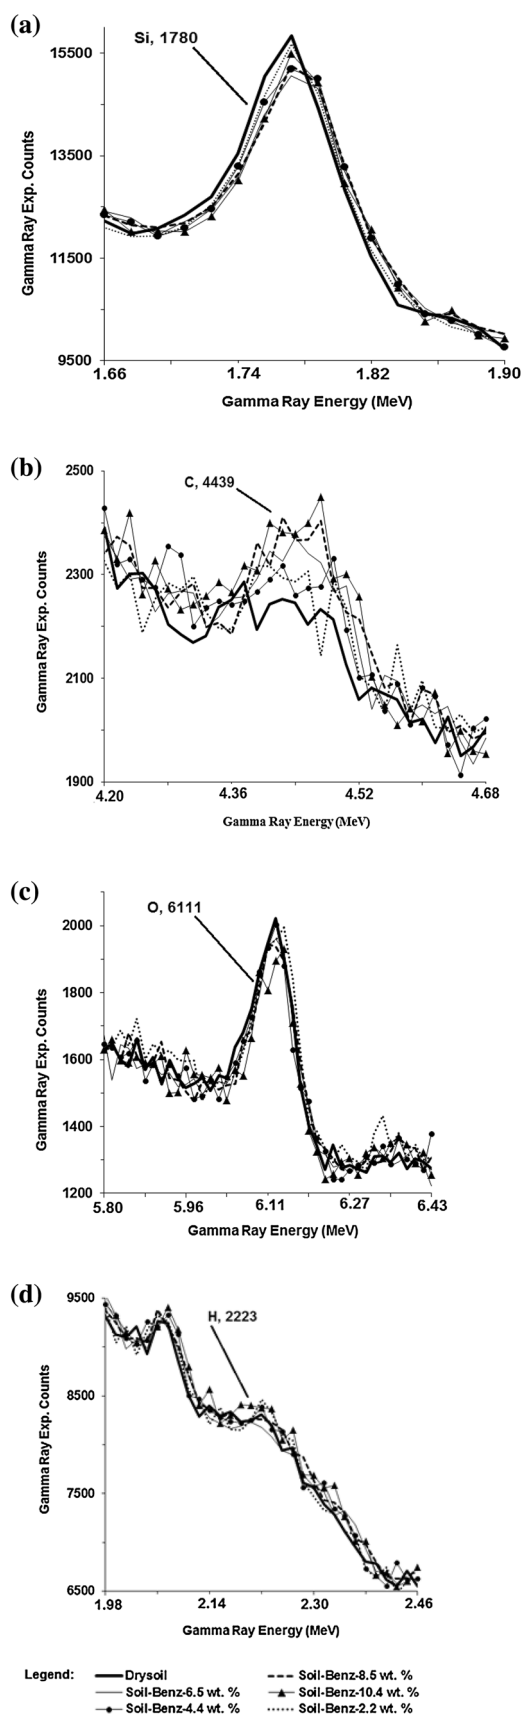 (a)
Si, 1780
15500
13500
11500
9500
Gamma Ray Exp. Counts
1.66 1.74 1.82 1.90
Gamma Ray Energy (MeV)
(b)
C, 4439
2500
2300
2100
1900
Gamma Ray Exp. Counts
4.20 4.36 4.52 4.68
Gamma Ray Energy (MeV)
(c)
O, 6111
2000
1800
1600
1400
1200
Gamma Ray Exp. Counts
5.80 5.96 6.11 6.27 6.43
Gamma Ray Energy (MeV)
(d)
H, 2223
9500
8500
7500
6500
Gamma Ray Exp. Counts
1.98 2.14 2.30 2.46
Gamma Ray Energy (MeV)
Legend: Drysoil Soil-Benz-8.5 wt. %
Soil-Benz-6.5 wt. % Soil-Benz-10.4 wt. %
Soil-Benz-4.4 wt. % Soil-Benz-2.2 wt. %